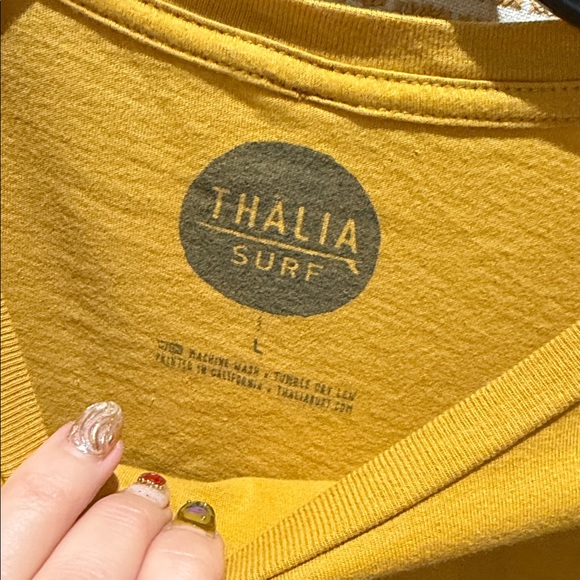 THALIA
SURF
L
MACHINE WASH • TUMBLE DRY LOW
PRINTED IN CALIFORNIA • THALIASURF.COM